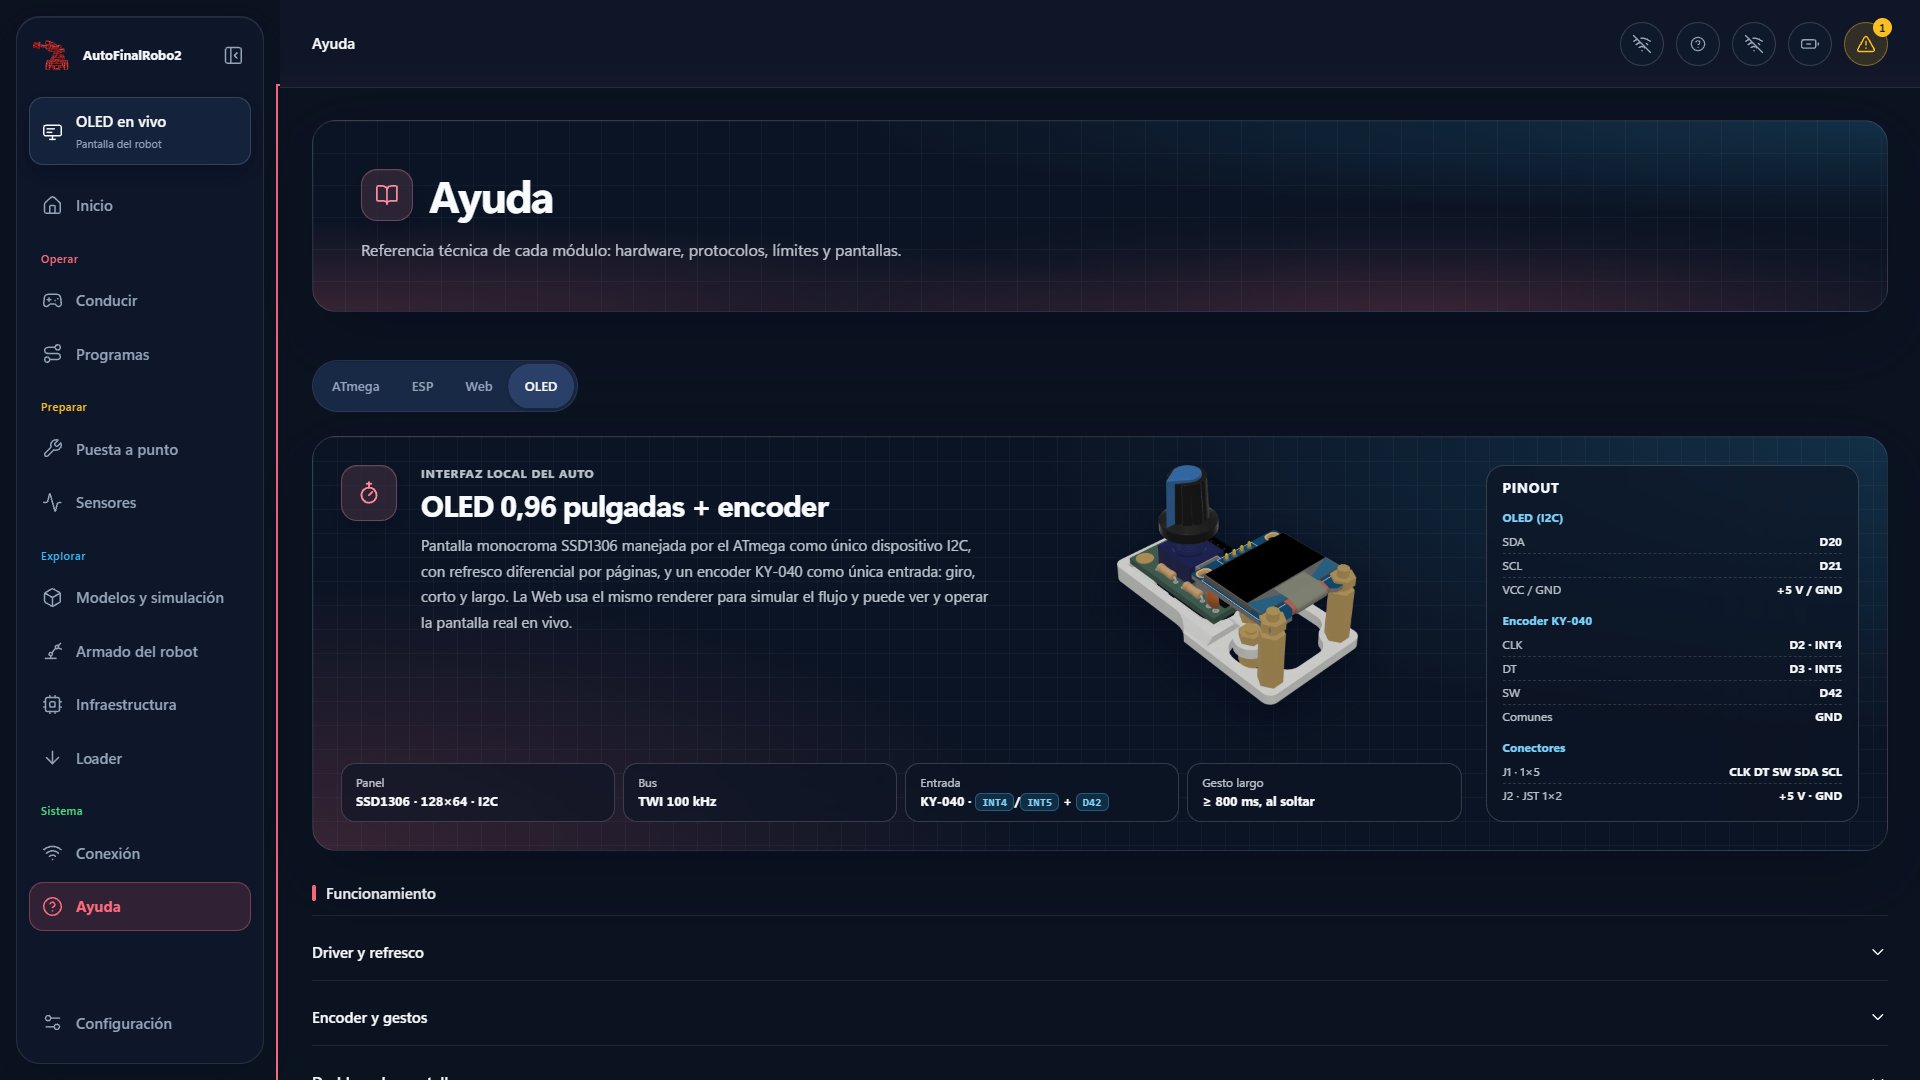 AutoFinalRobo2
OLED en vivo
Pantalla del robot
Inicio
Operar
Conducir
Programas
Preparar
Puesta a punto
Sensores
Explorar
Modelos y simulación
Armado del robot
Infraestructura
Loader
Sistema
Conexión
Ayuda
Configuración
Ayuda
1
Ayuda
Referencia técnica de cada módulo: hardware, protocolos, límites y pantallas.
ATmega ESP Web OLED
INTERFAZ LOCAL DEL AUTO
OLED 0,96 pulgadas + encoder
Pantalla monocroma SSD1306 manejada por el ATmega como único dispositivo I2C,
con refresco diferencial por páginas, y un encoder KY-040 como única entrada: giro,
corto y largo. La Web usa el mismo renderer para simular el flujo y puede ver y operar
la pantalla real en vivo.
Panel
SSD1306 · 128×64 · I2C
Bus
TWI 100 kHz
Entrada
KY-040 · INT4/INT5 + D42
Gesto largo
≥ 800 ms, al soltar
PINOUT
OLED (I2C)
SDA D20
SCL D21
VCC / GND +5 V / GND
Encoder KY-040
CLK D2 · INT4
DT D3 · INT5
SW D42
Comunes GND
Conectores
J1 · 1×5 CLK DT SW SDA SCL
J2 · JST 1×2 +5 V · GND
Funcionamiento
Driver y refresco
Encoder y gestos